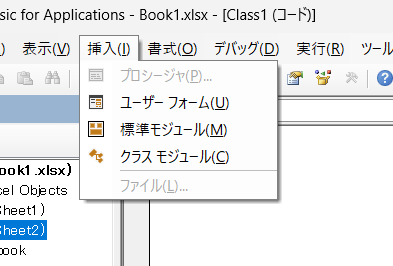 sic for Applications - Book1.xlsx - [Class1 (コード)]
) 表示(V) 挿入(I) 書式(O) デバッグ(D) 実行(R) ツール
プロシージャ(P)...
ユーザー フォーム(U)
標準モジュール(M)
クラス モジュール(C)
ファイル(L)...
ook1 .xlsx)
cel Objects
Sheet1)
Sheet2)
book